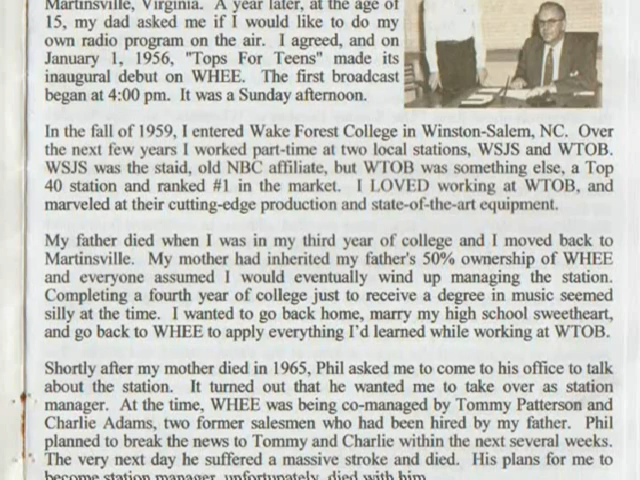 Martinsville, Virginia. A year later, at the age of
15, my dad asked me if I would like to do my
own radio program on the air. I agreed, and on
January 1, 1956, "Tops For Teens" made its
inaugural debut on WHEE. The first broadcast
began at 4:00 pm. It was a Sunday afternoon.
In the fall of 1959, I entered Wake Forest College in Winston-Salem, NC. Over
the next few years I worked part-time at two local stations, WSJS and WTOB.
WSJS was the staid, old NBC affiliate, but WTOB was something else, a Top
40 station and ranked #1 in the market. I LOVED working at WTOB, and
marveled at their cutting-edge production and state-of-the-art equipment.
My father died when I was in my third year of college and I moved back to
Martinsville. My mother had inherited my father's 50% ownership of WHEE
and everyone assumed I would eventually wind up managing the station.
Completing a fourth year of college just to receive a degree in music seemed
silly at the time. I wanted to go back home, marry my high school sweetheart,
and go back to WHEE to apply everything I'd learned while working at WTOB.
Shortly after my mother died in 1965, Phil asked me to come to his office to talk
about the station. It turned out that he wanted me to take over as station
manager. At the time, WHEE was being co-managed by Tommy Patterson and
Charlie Adams, two former salesmen who had been hired by my father. Phil
planned to break the news to Tommy and Charlie within the next several weeks.
The very next day he suffered a massive stroke and died. His plans for me to
become station manager, unfortunately, died with him.